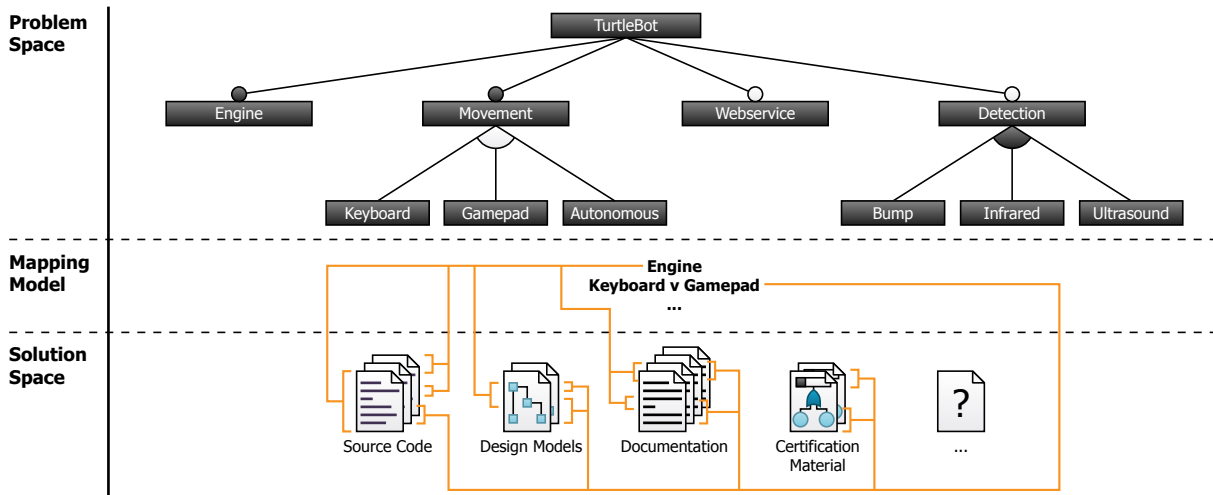 Problem
Space
TurtleBot
Engine
Movement
Webservice
Detection
Keyboard
Gamepad
Autonomous
Bump
Infrared
Ultrasound
Mapping
Model
Engine
Keyboard v Gamepad
...
Solution
Space
?
Source Code
Design Models
Documentation
Certification
Material
...